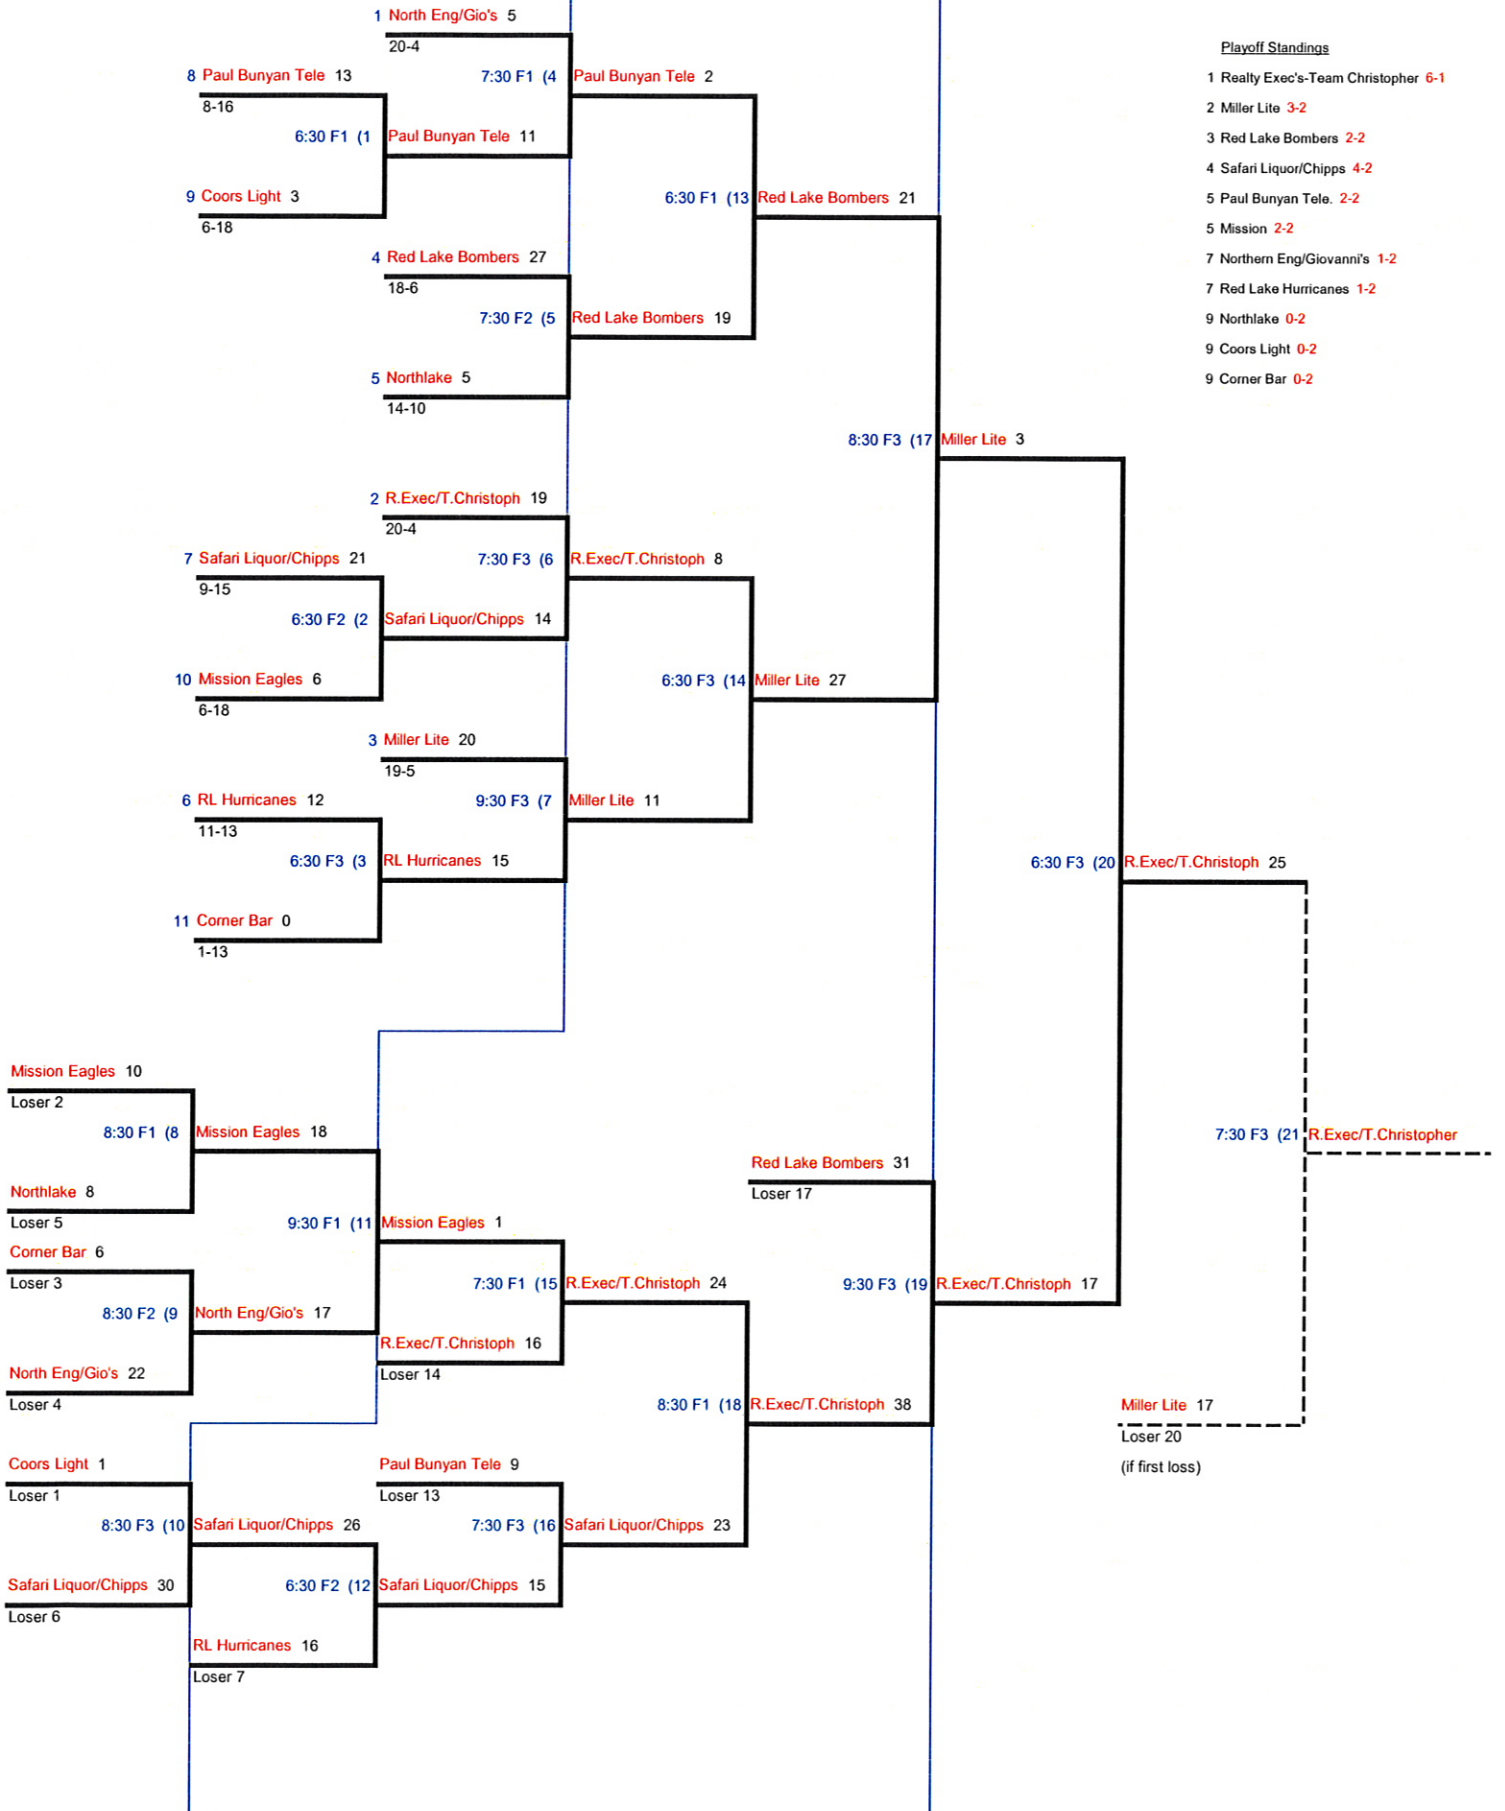 1 North Eng/Gio's 5
20-4
Playoff Standings
8 Paul Bunyan Tele 13
7:30 F1 (4 Paul Bunyan Tele 2
1 Realty Exec's-Team Christopher 6-1
8-16
2 Miller Lite 3-2
6:30 F1 (1 Paul Bunyan Tele 11
3 Red Lake Bombers 2-2
4 Safari Liquor/Chipps 4-2
9 Coors Light 3
6:30 F1 (13 Red Lake Bombers 21
5 Paul Bunyan Tele. 2-2
6-18
5 Mission 2-2
4 Red Lake Bombers 27
7 Northern Eng/Giovanni's 1-2
18-6
7 Red Lake Hurricanes 1-2
7:30 F2 (5 Red Lake Bombers 19
9 Northlake 0-2
9 Coors Light 0-2
5 Northlake 5
9 Corner Bar 0-2
14-10
8:30 F3 (17 Miller Lite 3
2 R.Exec/T.Christoph 19
20-4
7 Safari Liquor/Chipps 21
7:30 F3 (6 R.Exec/T.Christoph 8
9-15
6:30 F2 (2 Safari Liquor/Chipps 14
10 Mission Eagles 6
6:30 F3 (14 Miller Lite 27
6-18
3 Miller Lite 20
19-5
6 RL Hurricanes 12
9:30 F3 (7 Miller Lite 11
11-13
6:30 F3 (3 RL Hurricanes 15
6:30 F3 (20 R.Exec/T.Christoph 25
11 Corner Bar 0
1-13
Mission Eagles 10
Loser 2
8:30 F1 (8 Mission Eagles 18
7:30 F3 (21 R.Exec/T.Christopher
Red Lake Bombers 31
Northlake 8
Loser 17
Loser 5
9:30 F1 (11 Mission Eagles 1
Corner Bar 6
Loser 3
7:30 F1 (15 R.Exec/T.Christoph 24
9:30 F3 (19 R.Exec/T.Christoph 17
8:30 F2 (9 North Eng/Gio's 17
R.Exec/T.Christoph 16
North Eng/Gio's 22
Loser 14
Loser 4
8:30 F1 (18 R.Exec/T.Christoph 38
Miller Lite 17
Loser 20
Coors Light 1
Paul Bunyan Tele 9
(if first loss)
Loser 1
Loser 13
8:30 F3 (10 Safari Liquor/Chipps 26
7:30 F3 (16 Safari Liquor/Chipps 23
Safari Liquor/Chipps 30
6:30 F2 (12 Safari Liquor/Chipps 15
Loser 6
RL Hurricanes 16
Loser 7